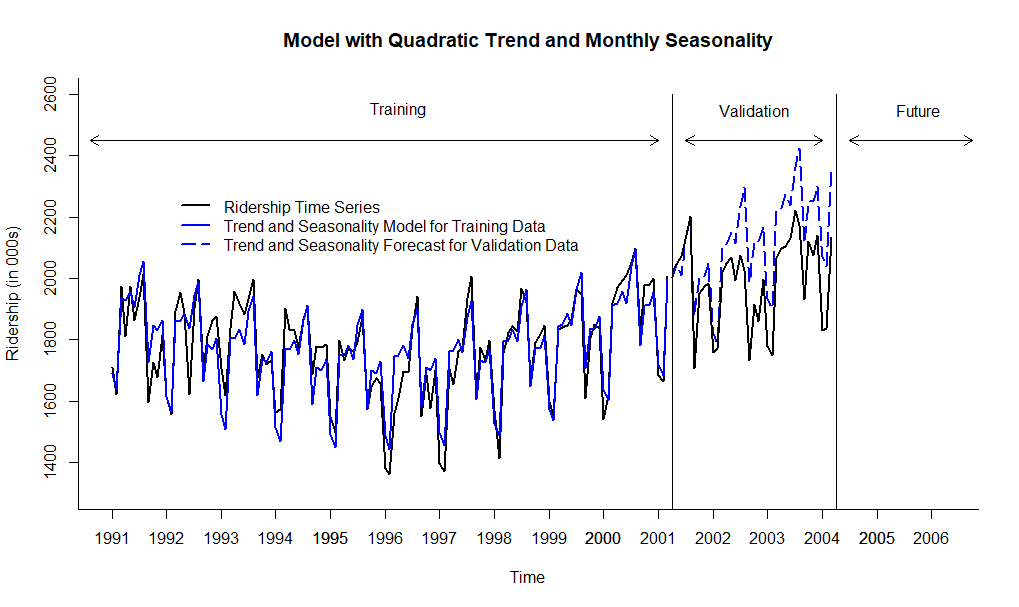 Model with Quadratic Trend and Monthly Seasonality
Ridership (in 000s)
2600
2400
2200
2000
1800
1600
1400
Training
Validation
Future
Ridership Time Series
Trend and Seasonality Model for Training Data
Trend and Seasonality Forecast for Validation Data
1991 1992 1993 1994 1995 1996 1997 1998 1999 2000 2001 2002 2003 2004 2005 2006
Time